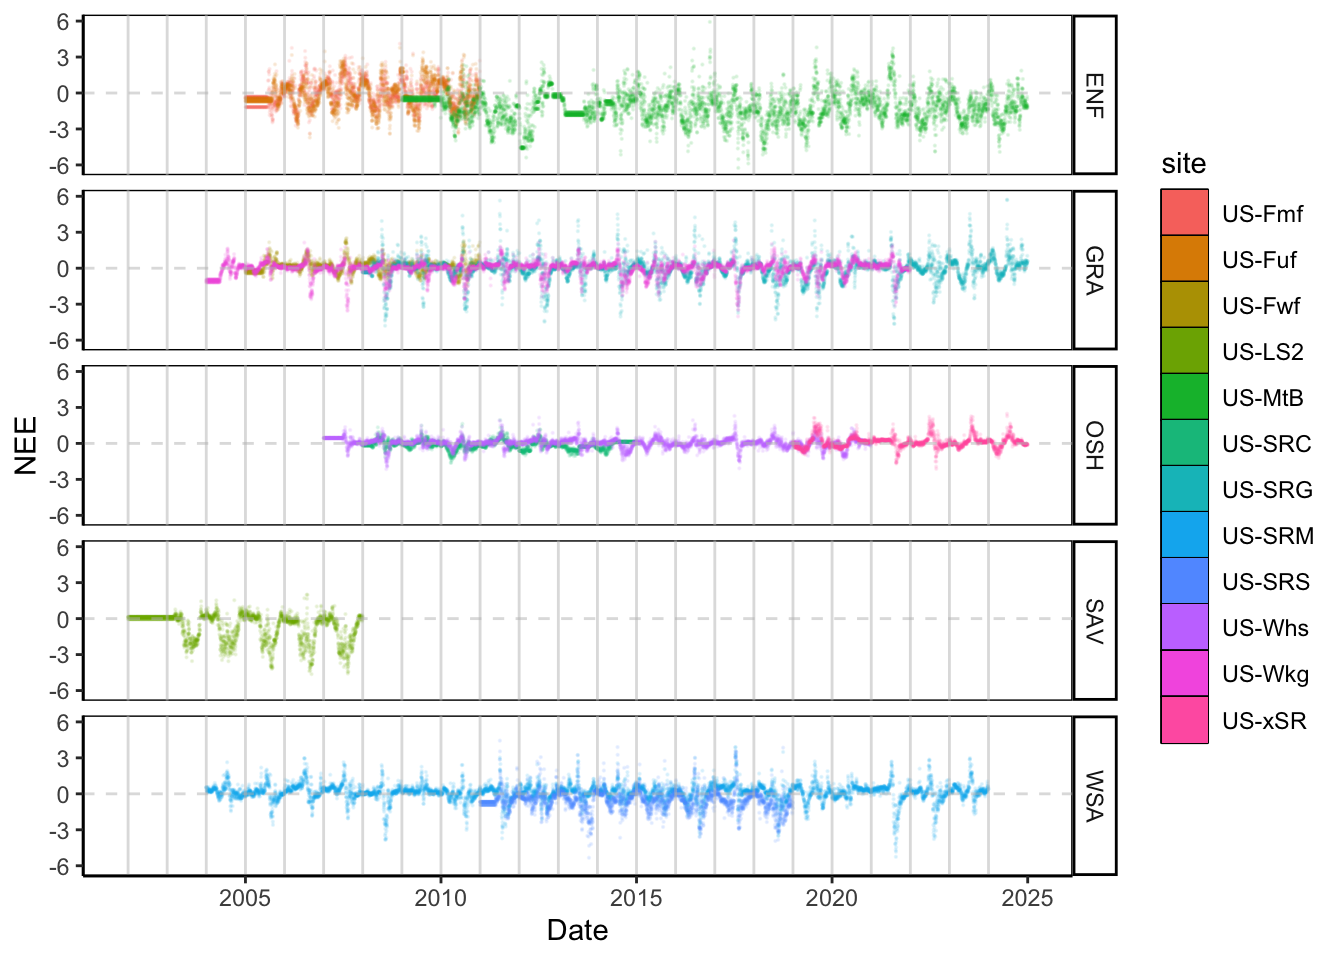 6
3
0
-3
-6
ENF
6
3
0
-3
-6
GRA
6
3
0
-3
-6
OSH
6
3
0
-3
-6
SAV
6
3
0
-3
-6
WSA
NEE
2005 2010 2015 2020 2025
Date
site
US-Fmf
US-Fuf
US-Fwf
US-LS2
US-MtB
US-SRC
US-SRG
US-SRM
US-SRS
US-Whs
US-Wkg
US-xSR